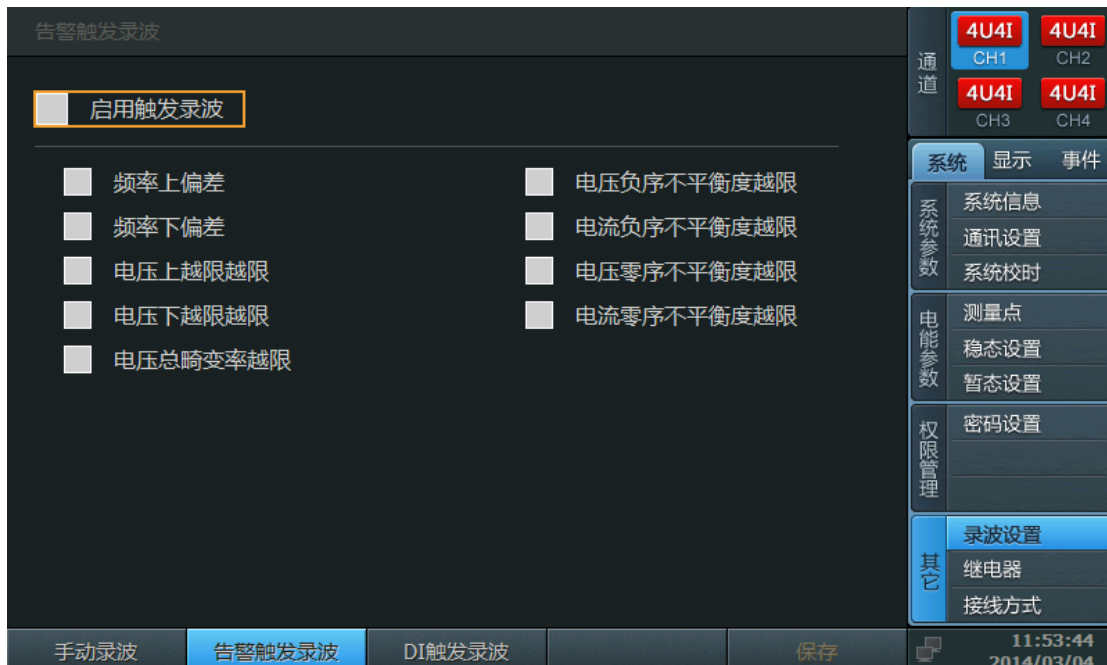 告警触发录波
启用触发录波
频率上偏差
频率下偏差
电压上越限越限
电压下越限越限
电压总畸变率越限
电压负序不平衡度越限
电流负序不平衡度越限
电压零序不平衡度越限
电流零序不平衡度越限
手动录波
告警触发录波
DI触发录波
保存
通道
4U4I
CH1
4U4I
CH2
4U4I
CH3
4U4I
CH4
系统
显示
事件
系统参数
系统信息
通讯设置
系统校时
电能参数
测量点
稳态设置
暂态设置
权限管理
密码设置
其它
录波设置
继电器
接线方式
11:53:44
2014/03/04